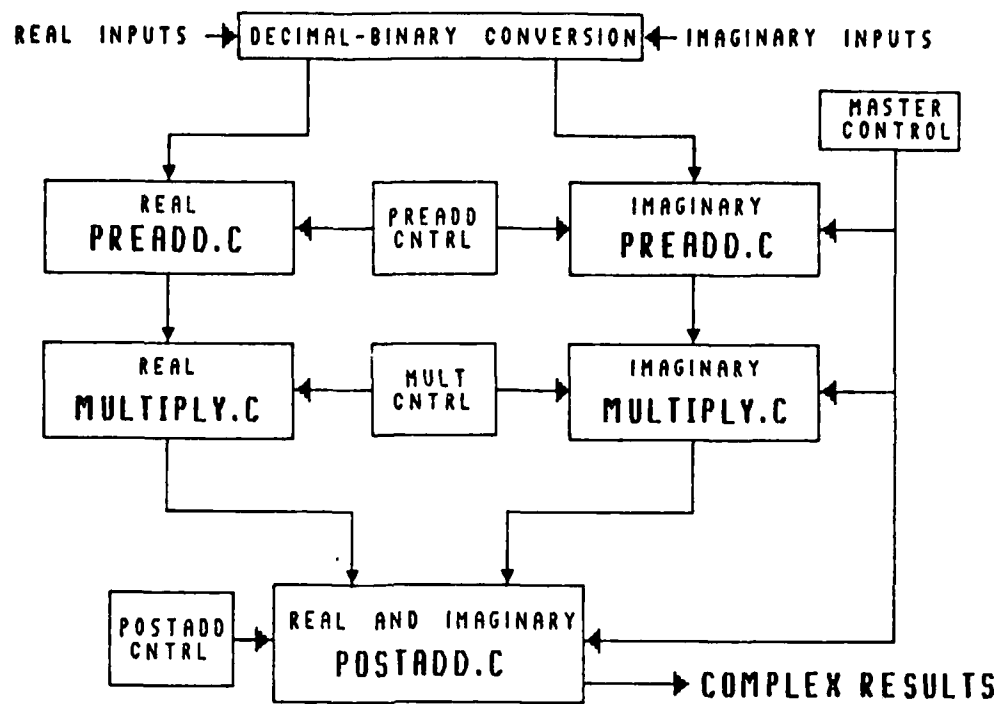 REAL INPUTS
DECIMAL-BINARY CONVERSION
IMAGINARY INPUTS
MASTER
CONTROL
REAL
PREADD.C
PREADD
CNTRL
IMAGINARY
PREADD.C
REAL
MULTIPLY.C
MULT
CNTRL
IMAGINARY
MULTIPLY.C
POSTADD
CNTRL
REAL AND IMAGINARY
POSTADD.C
COMPLEX RESULTS